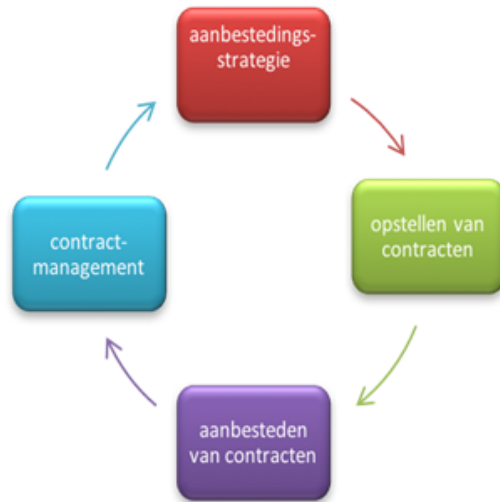 aanbestedings-
strategie
opstellen van
contracten
aanbesteden
van contracten
contract-
management